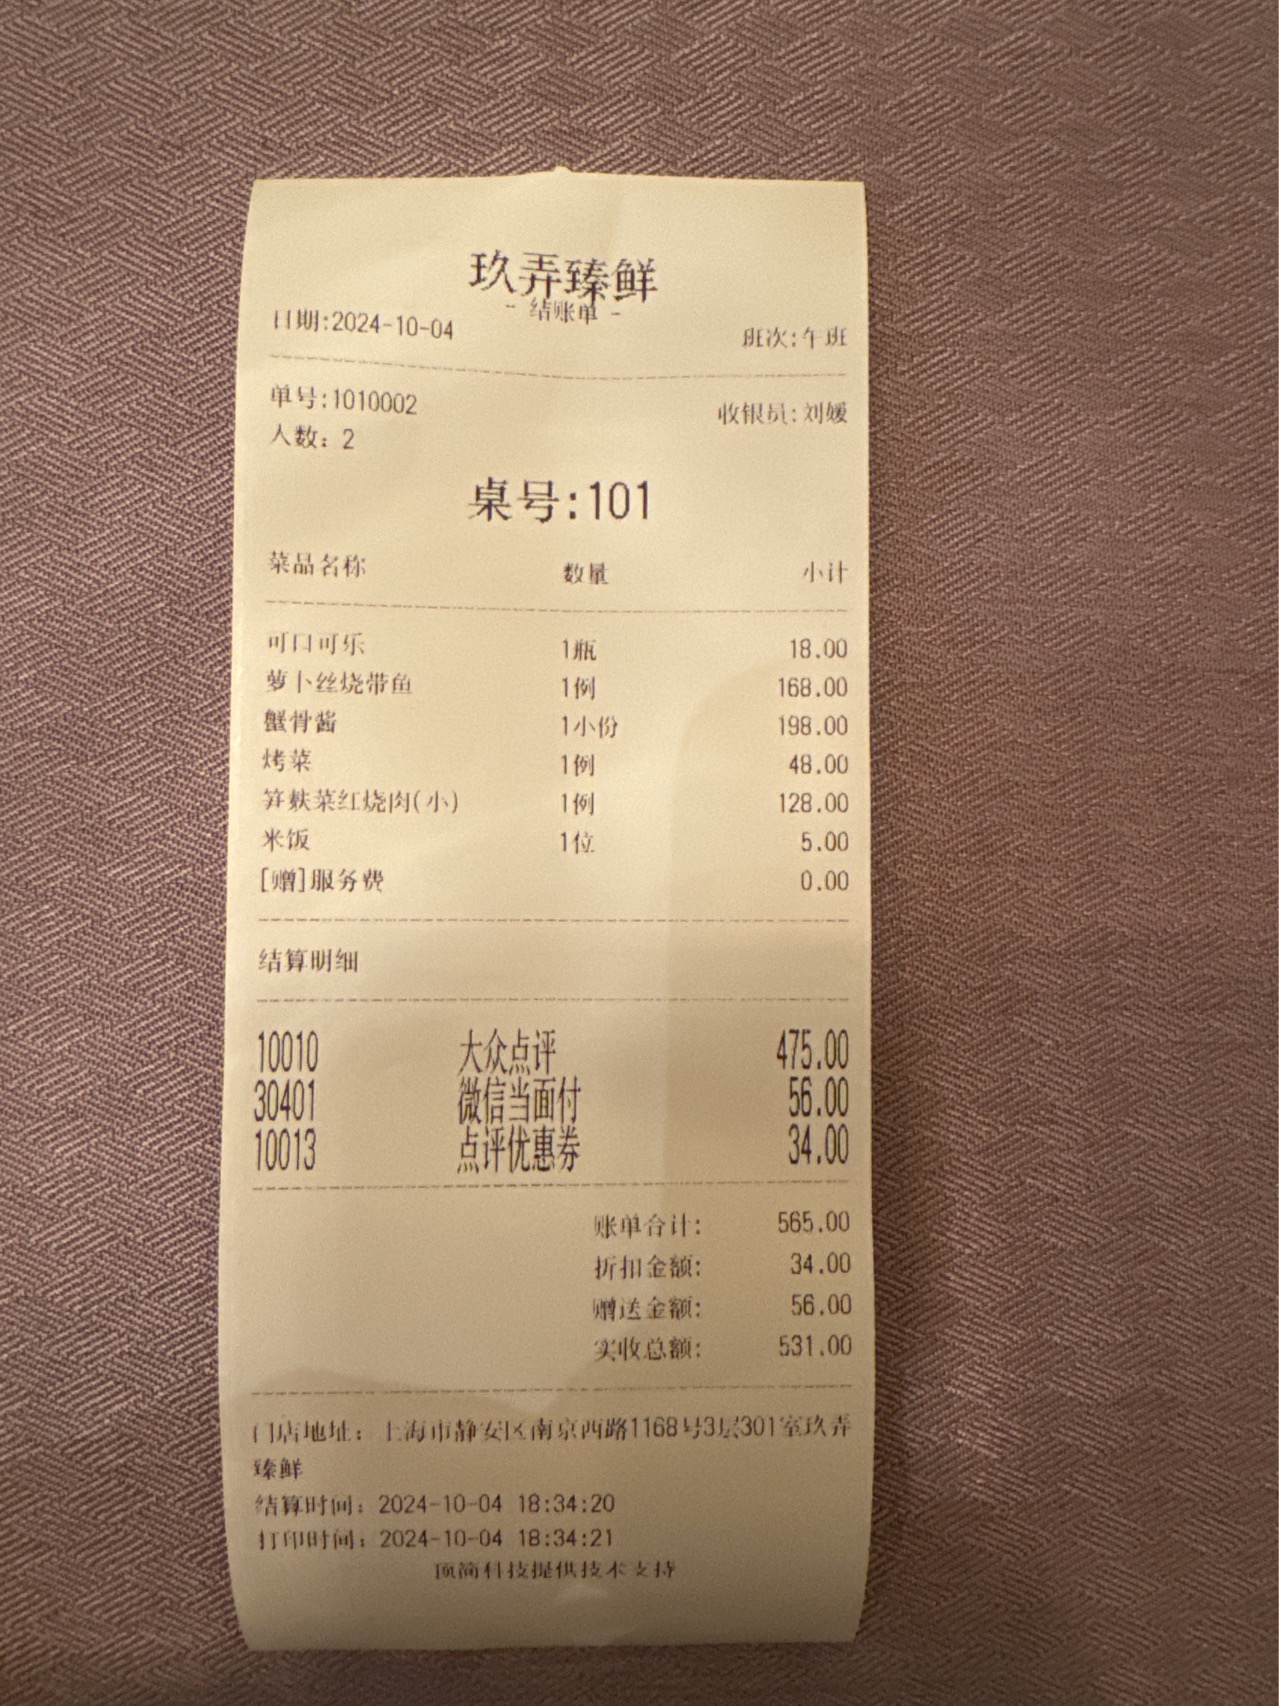 玖弄臻鲜
- 结账单 -
日期:2024-10-04 班次:午班
单号:1010002 收银员:刘媛
人数: 2
桌号:101
菜品名称 数量 小计
可口可乐 1瓶 18.00
萝卜丝烧带鱼 1例 168.00
蟹骨酱 1小份 198.00
烤菜 1例 48.00
笋麸菜红烧肉(小) 1例 128.00
米饭 1位 5.00
[赠]服务费 0.00
结算明细
10010 大众点评 475.00
30401 微信当面付 56.00
10013 点评优惠券 34.00
账单合计: 565.00
折扣金额: 34.00
赠送金额: 56.00
实收总额: 531.00
门店地址: 上海市静安区南京西路1168号3层301室玖弄
臻鲜
结算时间: 2024-10-04 18:34:20
打印时间: 2024-10-04 18:34:21
顶简科技提供技术支持